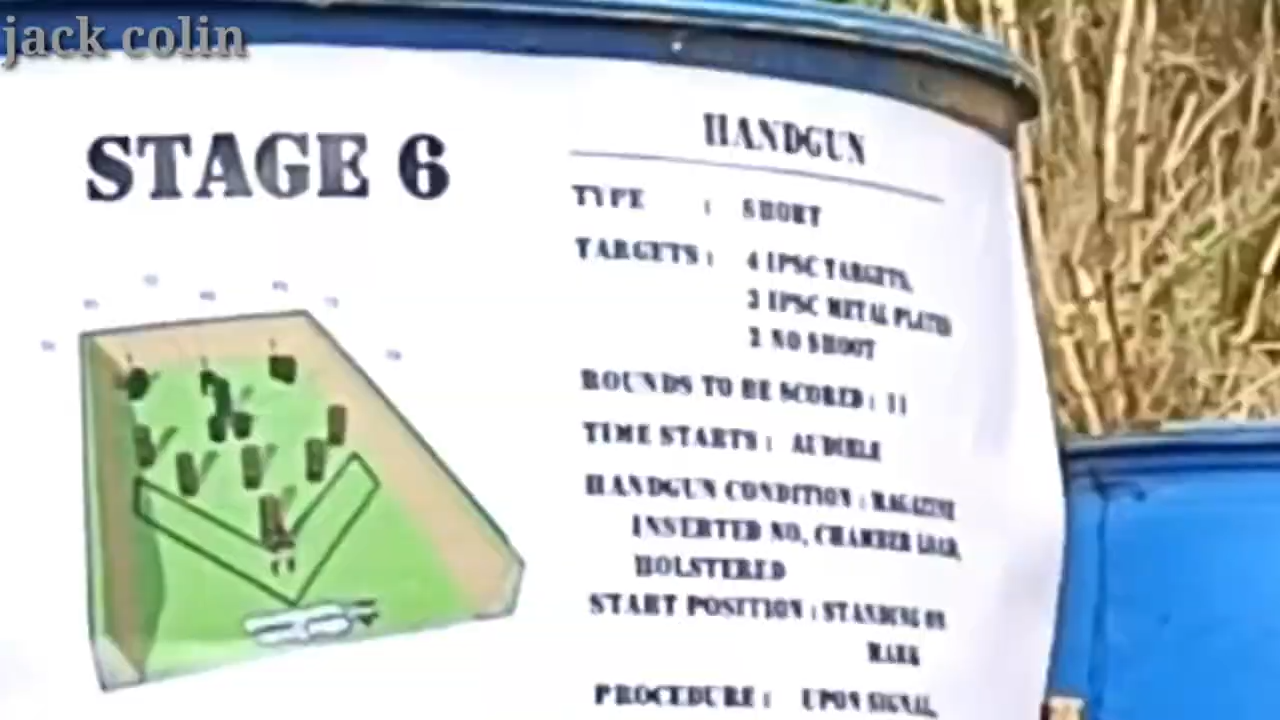 jack colin
STAGE 6
HANDGUN
TYPE : SHORT
TARGETS : 4 IPSC TARGETS,
3 IPSC METAL PLATES
2 NO SHOOT
ROUNDS TO BE SCORED : 11
TIME STARTS : AUDIBLE
HANDGUN CONDITION : MAGAZINE
INSERTED NO, CHAMBER LOAD,
HOLSTERED
START POSITION : STANDING ON
MARK
PROCEDURE : UPON SIGNAL,